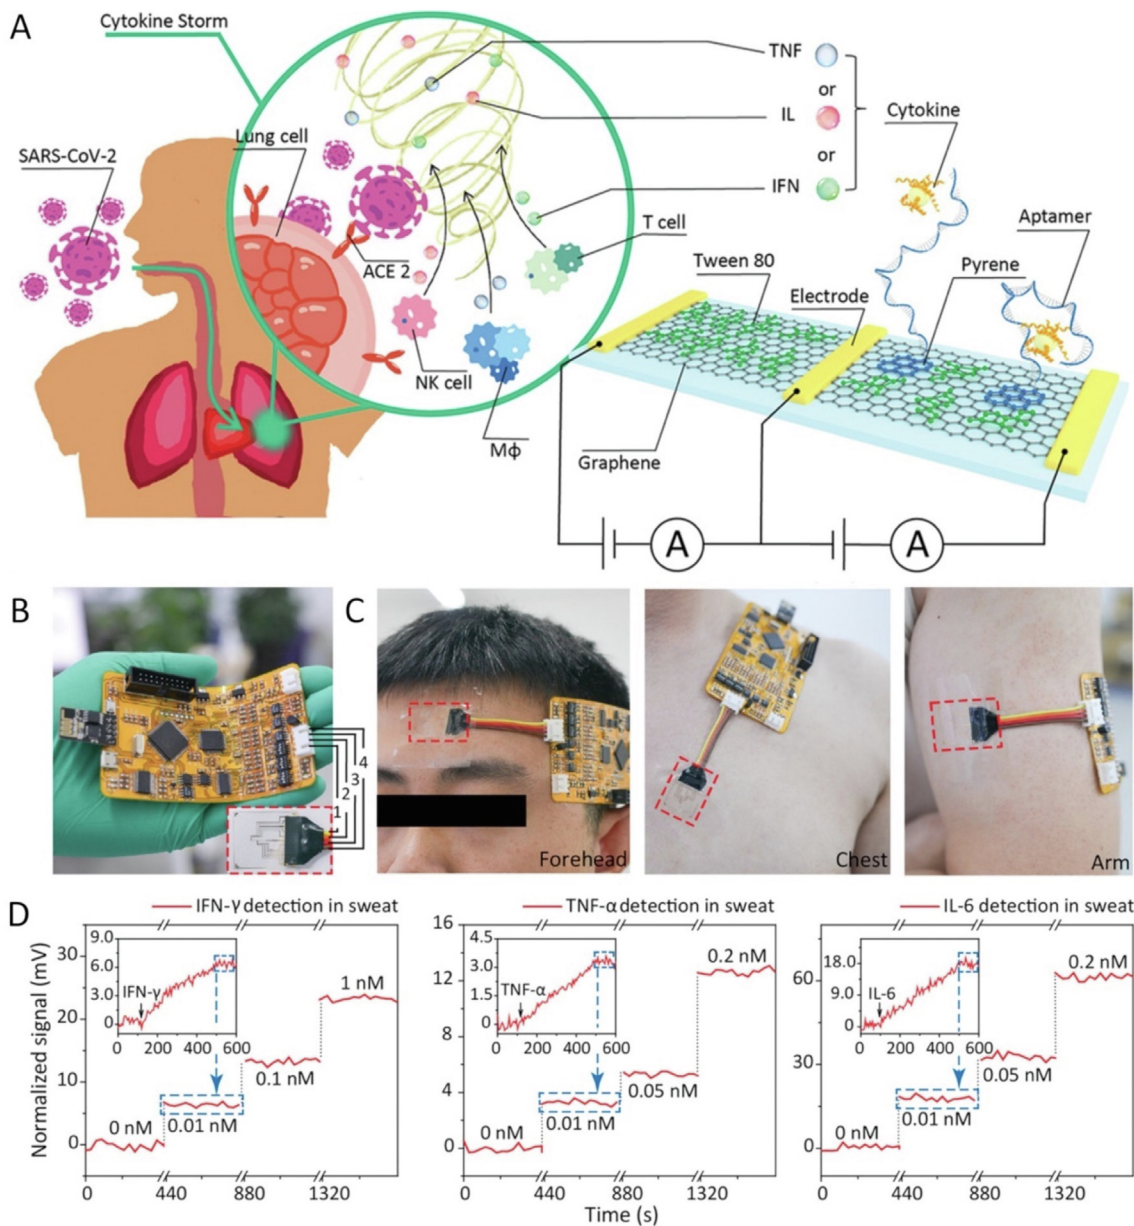 A
Cytokine Storm
SARS-CoV-2
Lung cell
ACE 2
NK cell
Mϕ
T cell
TNF
or
IL
or
IFN
Cytokine
Aptamer
Tween 80
Pyrene
Electrode
Graphene
A
A
B
4
3
2
1
C
Forehead
Chest
Arm
D
IFN-γ detection in sweat
Normalized signal (mV)
35
25
15
5
-5
9.0
6.0
3.0
0
IFN-γ
0 200 400 600
0 nM
0.01 nM
0.1 nM
1 nM
0 440 880 1320
TNF-α detection in sweat
16
12
8
4
0
4.5
3.0
1.5
0
TNF-α
0 200 400 600
0 nM
0.01 nM
0.05 nM
0.2 nM
0 440 880 1320
Time (s)
IL-6 detection in sweat
60
30
0
18.0
9.0
0
IL-6
0 200 400 600
0 nM
0.01 nM
0.05 nM
0.2 nM
0 440 880 1320